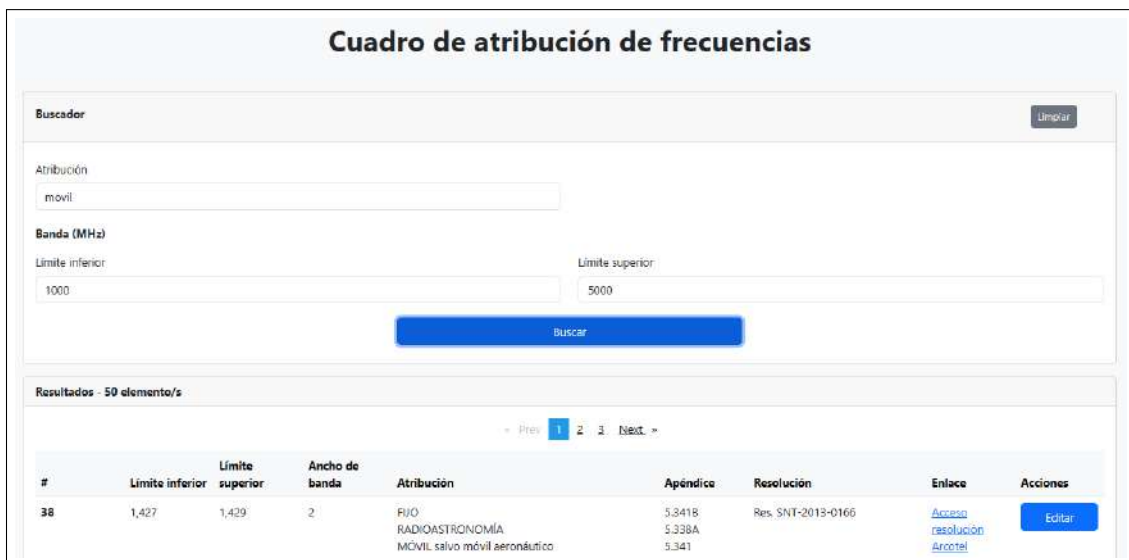 Cuadro de atribución de frecuencias
Buscador
Limpiar
Atribución
movil
Banda (MHz)
Límite inferior
Límite superior
1000
5000
Buscar
Resultados - 50 elemento/s
« Prev 1 2 3 Next »
# Límite inferior Límite superior Ancho de banda Atribución Apéndice Resolución Enlace Acciones
38 1,427 1,429 2 FIJO 5.341B Res. SNT-2013-0166 Acceso Editar
RADIOASTRONOMÍA 5.338A resolución
MÓVIL salvo móvil aeronáutico 5.341 Arcotel